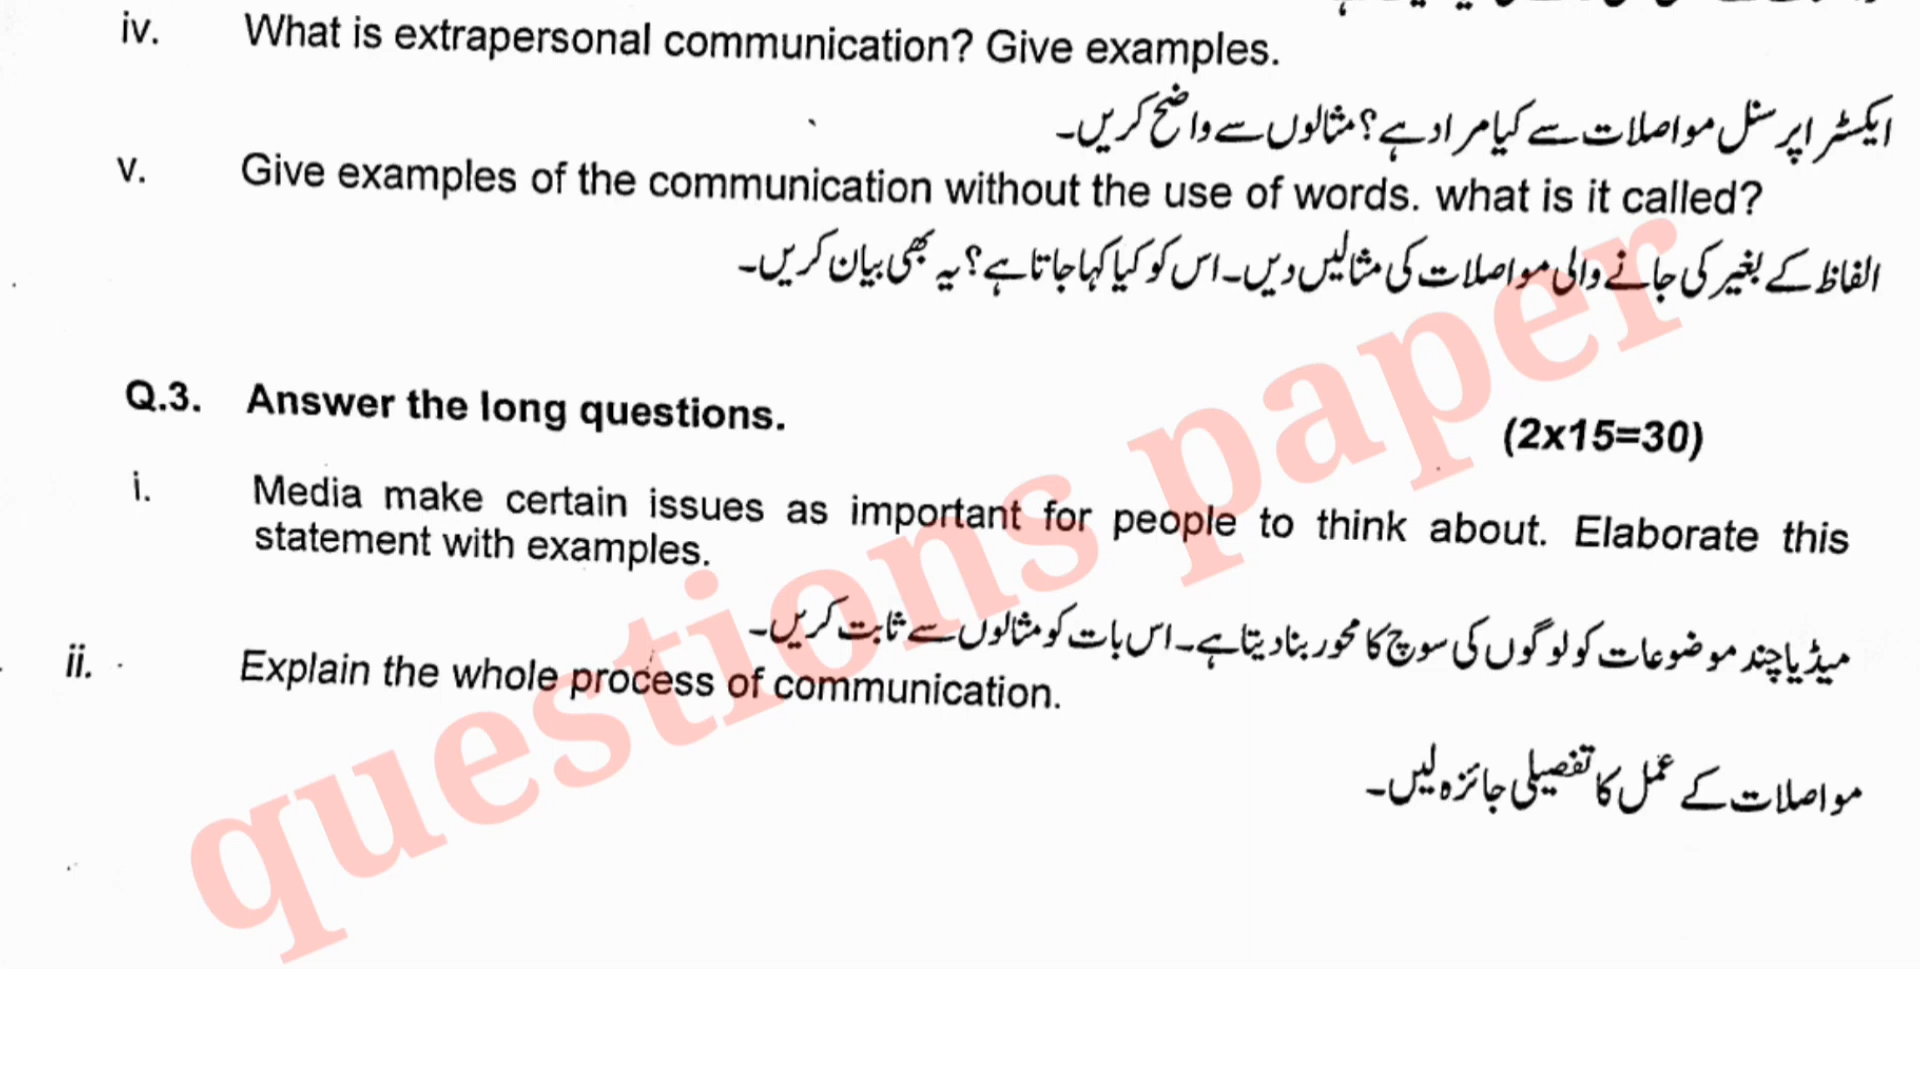 iv. What is extrapersonal communication? Give examples.
ایکسٹرا پرسنل مواصلات سے کیا مراد ہے؟ مثالوں سے واضح کریں۔
v. Give examples of the communication without the use of words. what is it called?
الفاظ کے بغیر کی جانے والی مواصلات کی مثالیں دیں۔ اس کو کیا کہا جاتا ہے؟ یہ بھی بیان کریں۔
Q.3. Answer the long questions.
(2x15=30)
i. Media make certain issues as important for people to think about. Elaborate this
statement with examples.
میڈیا چند موضوعات کو لوگوں کی سوچ کا محور بنا دیتا ہے۔ اس بات کو مثالوں سے ثابت کریں۔
ii. Explain the whole process of communication.
مواصلات کے عمل کا تفصیلی جائزہ لیں۔
questions paper